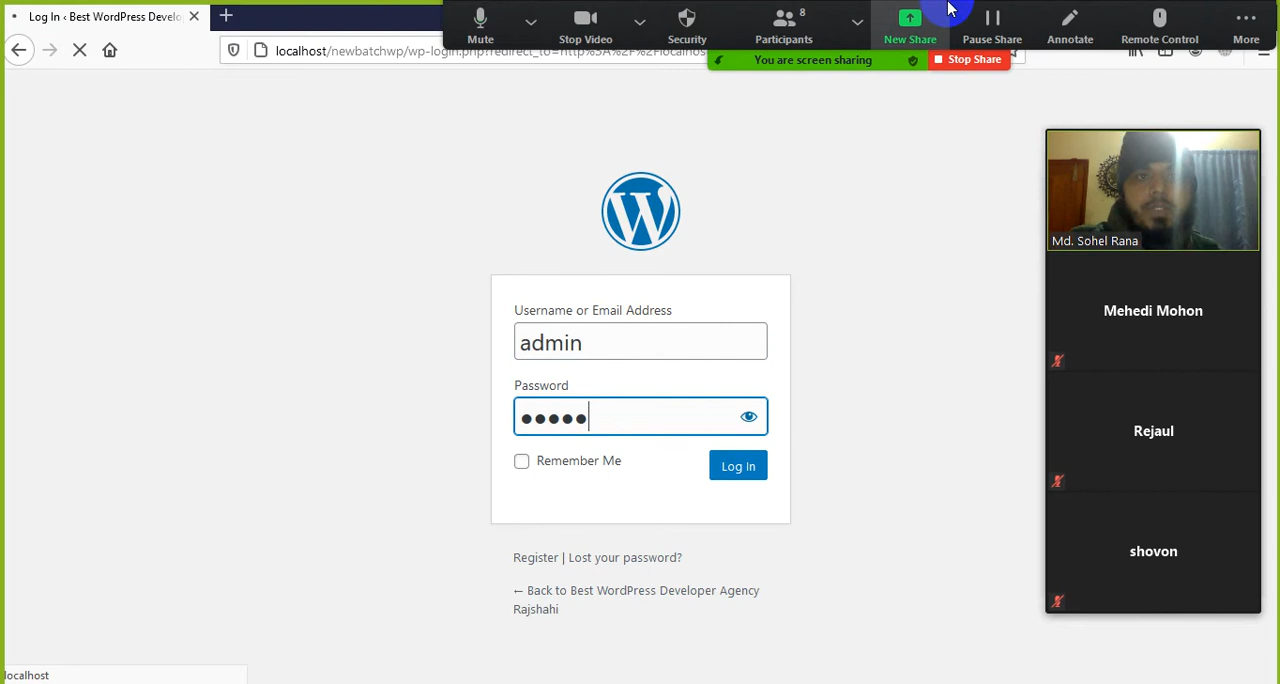 Log In ‹ Best WordPress Develo
localhost/newbatchwp/wp-login.php?redirect_to=http%3A%2F%2Flocalhos
Mute
Stop Video
Security
Participants
8
New Share
Pause Share
Annotate
Remote Control
More
You are screen sharing
Stop Share
Username or Email Address
admin
Password
Remember Me
Log In
Register | Lost your password?
← Back to Best WordPress Developer Agency
Rajshahi
Md. Sohel Rana
Mehedi Mohon
Rejaul
shovon
localhost